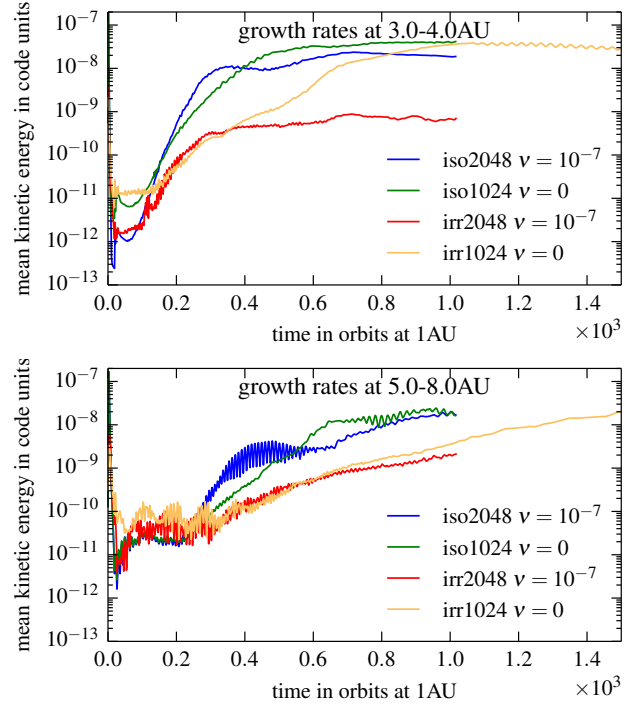 growth rates at 3.0-4.0AU
mean kinetic energy in code units
10⁻⁷
10⁻⁸
10⁻⁹
10⁻¹⁰
10⁻¹¹
10⁻¹²
10⁻¹³
iso2048 ν = 10⁻⁷
iso1024 ν = 0
irr2048 ν = 10⁻⁷
irr1024 ν = 0
0.0 0.2 0.4 0.6 0.8 1.0 1.2 1.4
time in orbits at 1AU
×10³
growth rates at 5.0-8.0AU
mean kinetic energy in code units
10⁻⁷
10⁻⁸
10⁻⁹
10⁻¹⁰
10⁻¹¹
10⁻¹²
10⁻¹³
iso2048 ν = 10⁻⁷
iso1024 ν = 0
irr2048 ν = 10⁻⁷
irr1024 ν = 0
0.0 0.2 0.4 0.6 0.8 1.0 1.2 1.4
time in orbits at 1AU
×10³